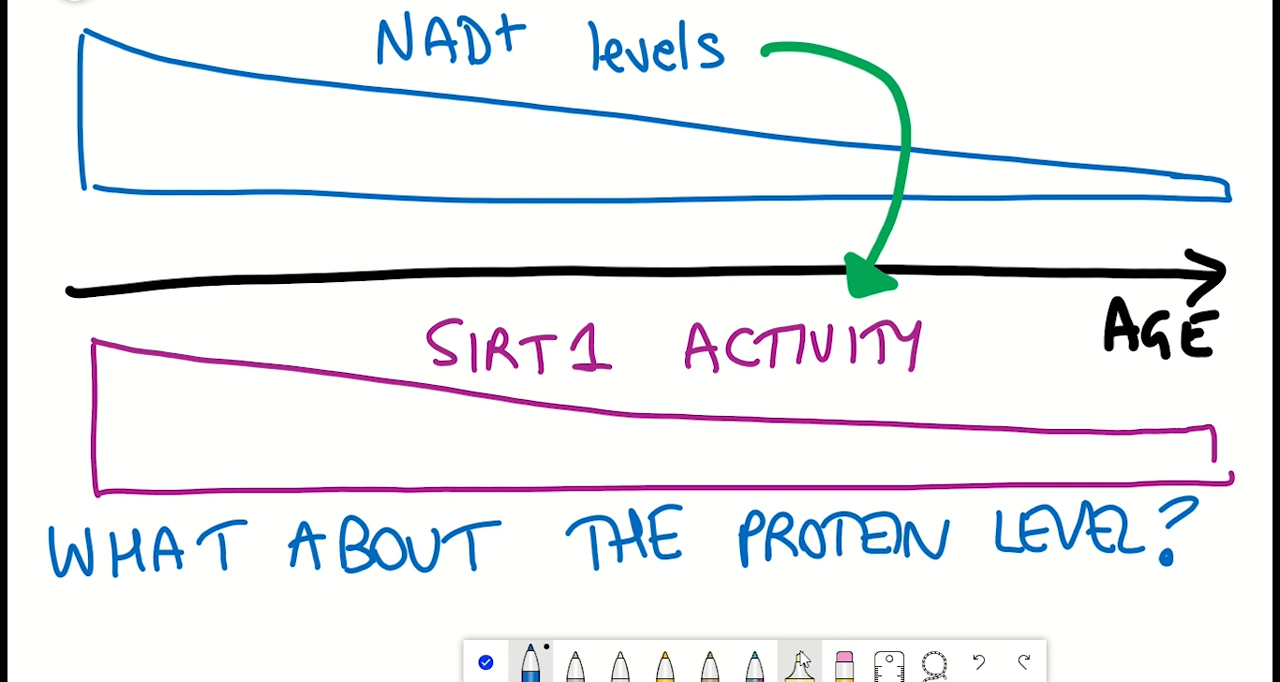 NAD+ levels
AGE
SIRT1 ACTIVITY
WHAT ABOUT THE PROTEIN LEVEL?